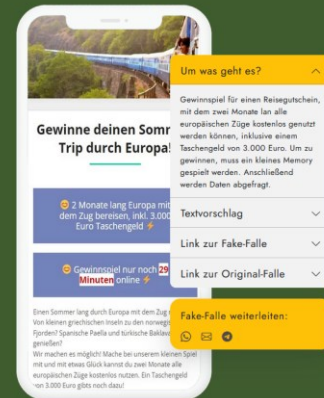 Gewinne deinen Som
Trip durch Europa!
😊 2 Monate lang Europa mit
dem Zug bereisen, inkl. 3.000
Euro Taschengeld ⚡
😊 Gewinnspiel nur noch 29
Minuten online ⚡
Einen Sommer lang durch Europa mit dem Zug
Von kleinen griechischen Inseln zu den
Fjorden? Spanische Paella und türkische
genießen?
Wir machen es möglich! Mache bei unserem kleinen Spiel
mit und mit etwas Glück kannst du zwei Monate alle
europäischen Züge kostenlos nutzen. Ein Taschengeld
von 3.000 Euro gibts noch dazu!
Um was geht es?
Gewinnspiel für einen Reisegutschein,
mit dem zwei Monate lan alle
europäischen Züge kostenlos genutzt
werden können, inklusive einem
Taschengeld von 3.000 Euro. Um zu
gewinnen, muss ein kleines Memory
gespielt werden. Anschließend
werden Daten abgefragt.
Textvorschlag
Link zur Fake-Falle
Link zur Original-Falle
Fake-Falle weiterleiten: